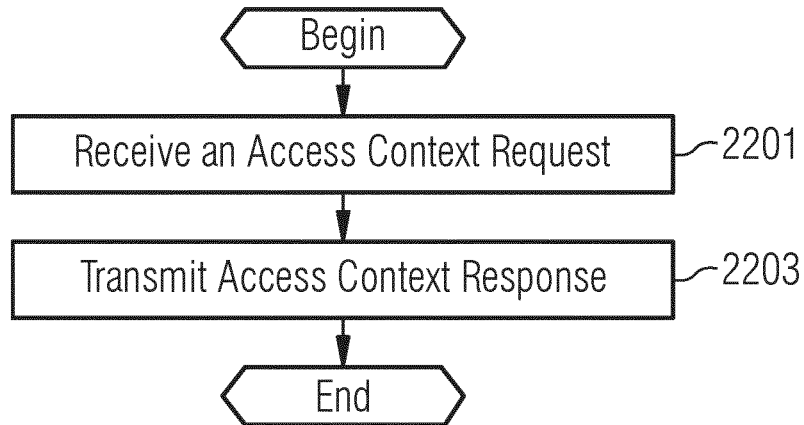 Begin
Receive an Access Context Request
2201
Transmit Access Context Response
2203
End